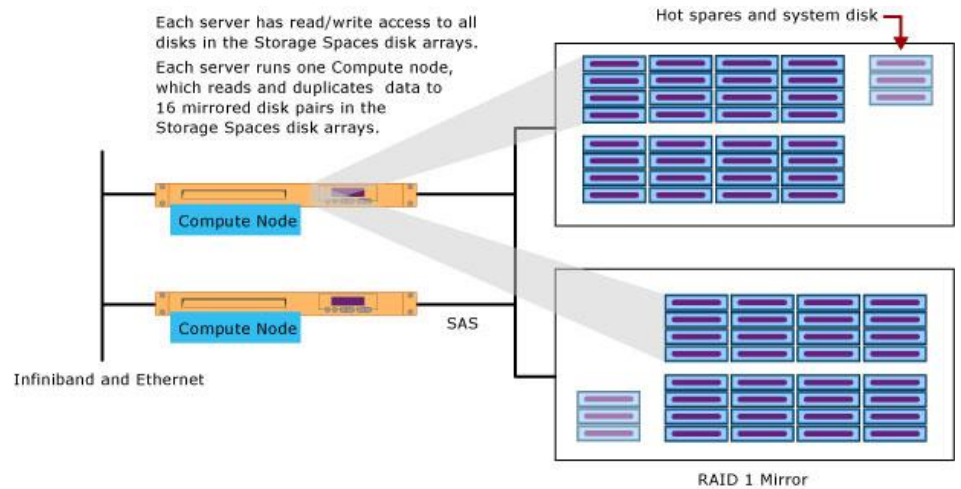 Each server has read/write access to all
disks in the Storage Spaces disk arrays.
Each server runs one Compute node,
which reads and duplicates data to
16 mirrored disk pairs in the
Storage Spaces disk arrays.
Hot spares and system disk
Compute Node
Compute Node
SAS
Infiniband and Ethernet
RAID 1 Mirror